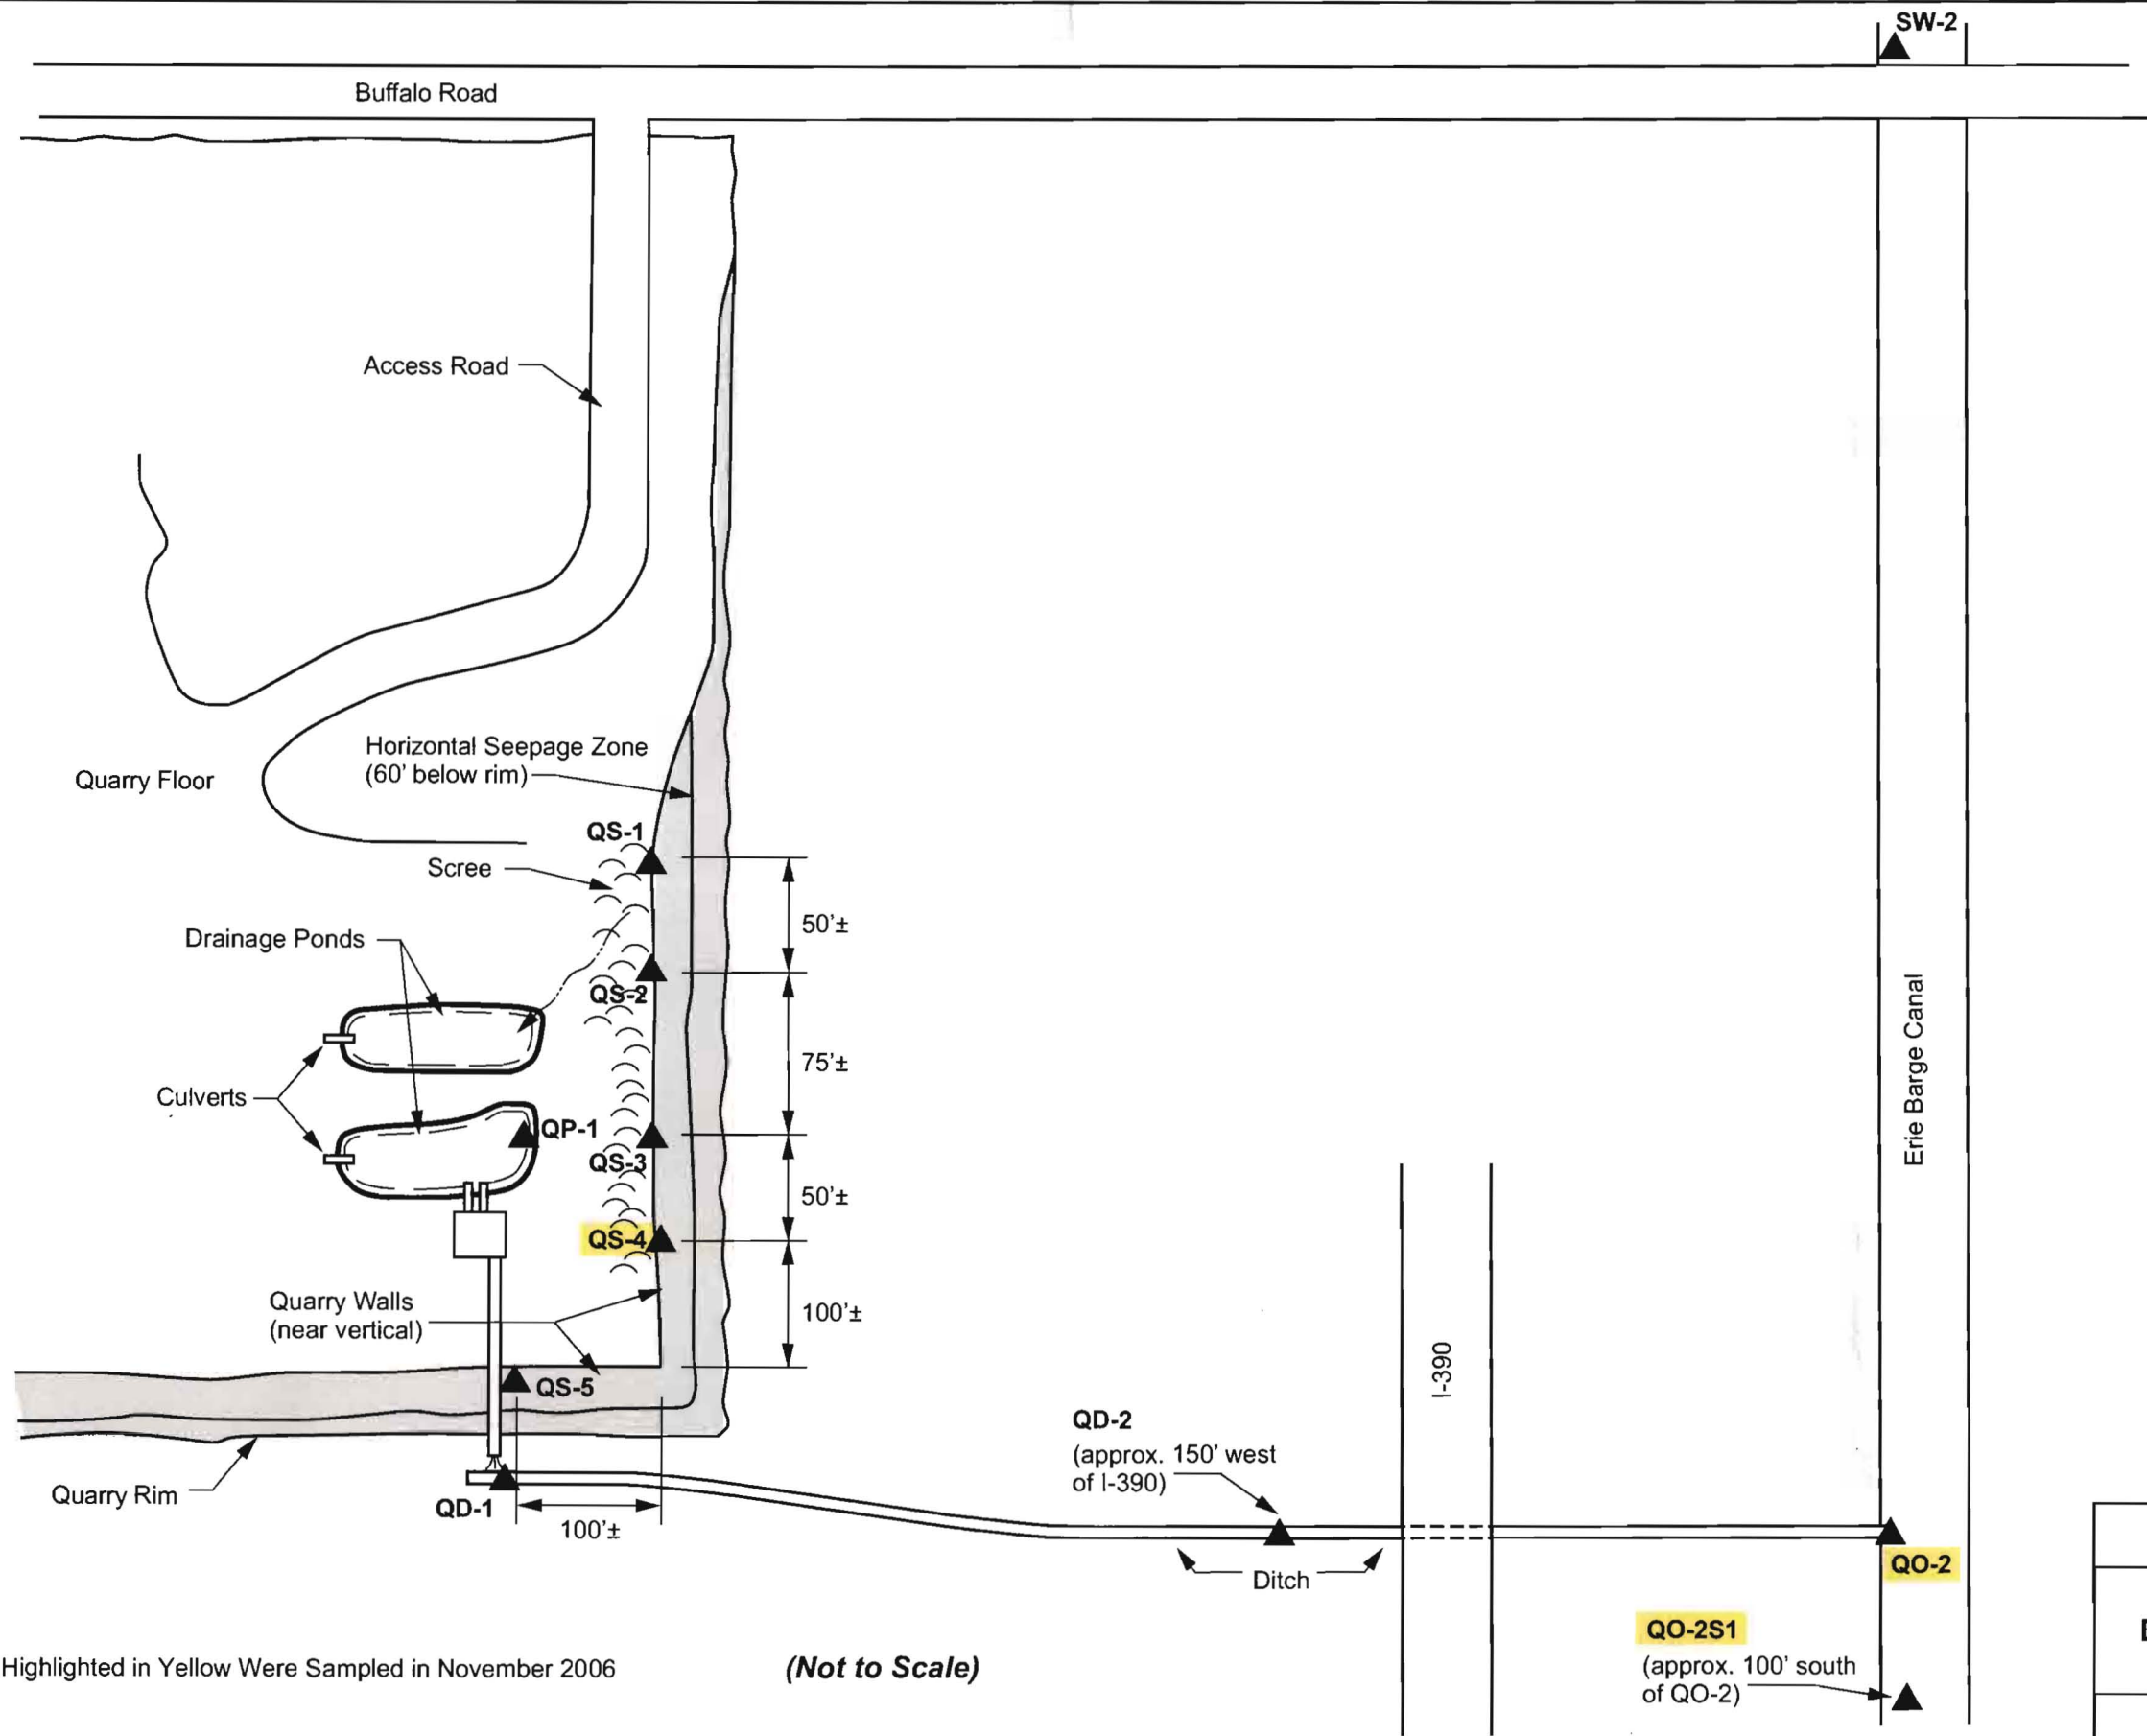 SW-2
Buffalo Road
Access Road
Horizontal Seepage Zone
(60' below rim)
Quarry Floor
QS-1
Scree
50'±
Drainage Ponds
QS-2
75'±
Erie Barge Canal
Culverts
QP-1
QS-3
50'±
QS-4
Quarry Walls
(near vertical)
100'±
I-390
QS-5
QD-2
(approx. 150' west
of I-390)
Quarry Rim
QD-1
100'±
Ditch
QO-2
QO-2S1
(approx. 100' south
of QO-2)
Highlighted in Yellow Were Sampled in November 2006
(Not to Scale)